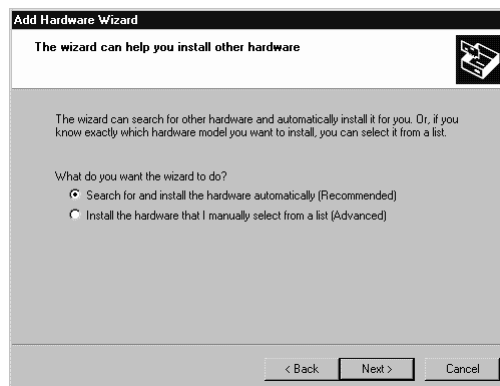 Add Hardware Wizard
The wizard can help you install other hardware
The wizard can search for other hardware and automatically install it for you. Or, if you
know exactly which hardware model you want to install, you can select it from a list.
What do you want the wizard to do?
Search for and install the hardware automatically (Recommended)
Install the hardware that I manually select from a list (Advanced)
< Back Next > Cancel